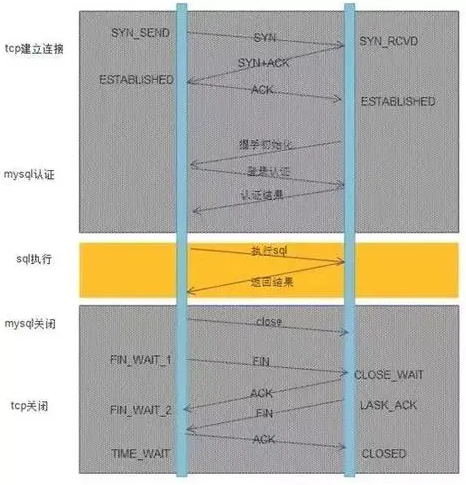 SYN_SEND
SYN
SYN_RCVD
tcp建立连接
SYN+ACK
ESTABLISHED
ACK
ESTABLISHED
握手初始化
mysql认证
登录认证
认证结果
执行sql
sql执行
返回结果
mysql关闭
close
FIN_WAIT_1
FIN
CLOSE_WAIT
ACK
tcp关闭
FIN_WAIT_2
FIN
LASK_ACK
ACK
TIME_WAIT
CLOSED